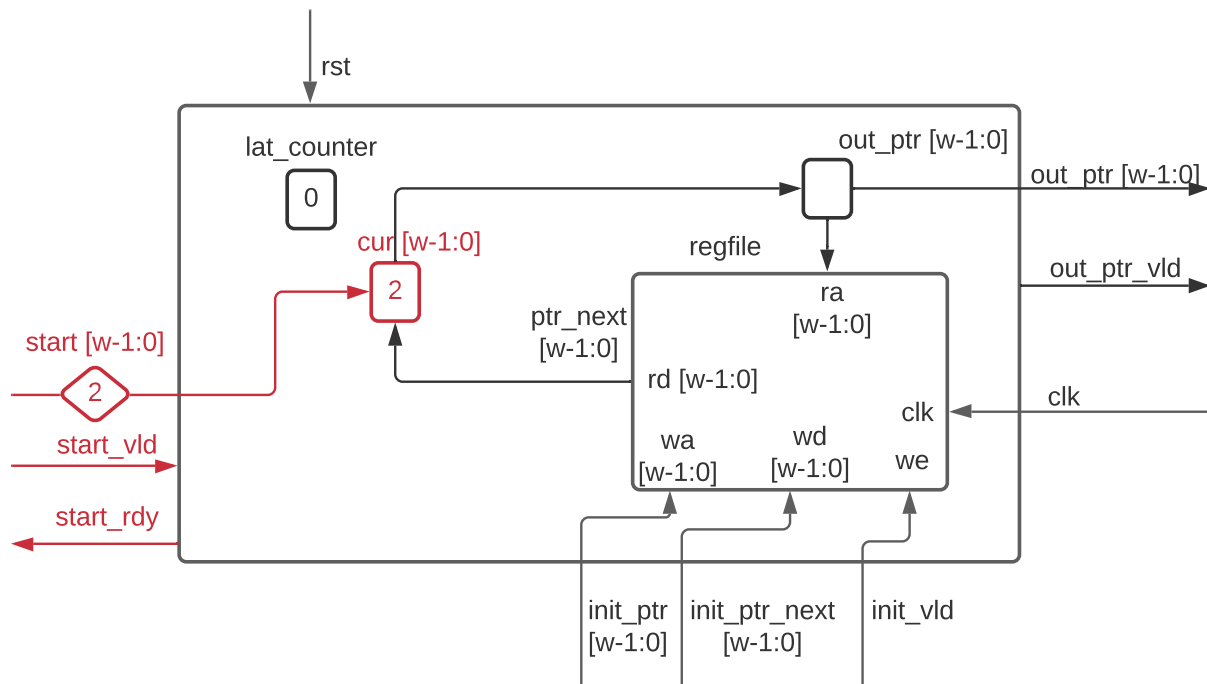 rst
lat_counter
0
out_ptr [w-1:0]
out_ptr [w-1:0]
cur [w-1:0]
2
regfile
out_ptr_vld
ra
[w-1:0]
ptr_next
[w-1:0]
start [w-1:0]
2
rd [w-1:0]
clk
clk
start_vld
wa
[w-1:0]
wd
[w-1:0]
we
start_rdy
init_ptr
[w-1:0]
init_ptr_next
[w-1:0]
init_vld